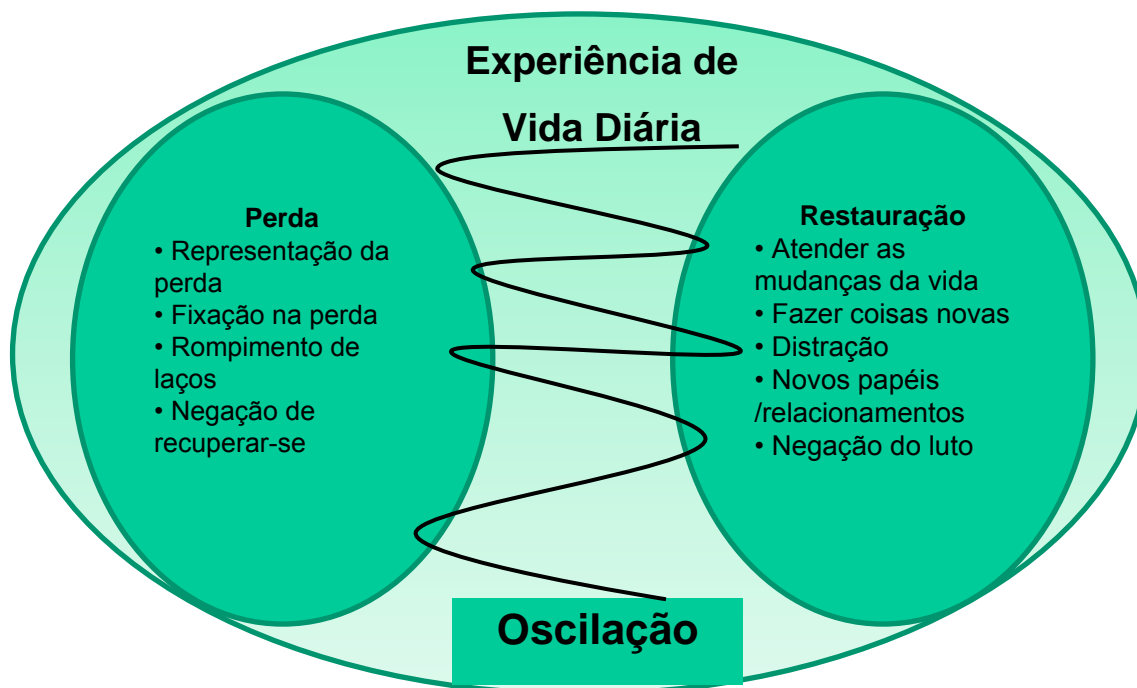 Experiência de
Vida Diária
Perda
• Representação da
perda
• Fixação na perda
• Rompimento de
laços
• Negação de
recuperar-se
Restauração
• Atender as
mudanças da vida
• Fazer coisas novas
• Distração
• Novos papéis
/relacionamentos
• Negação do luto
Oscilação